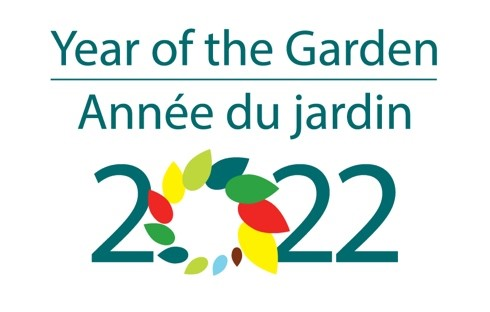 Year of the Garden
Année du jardin
2022